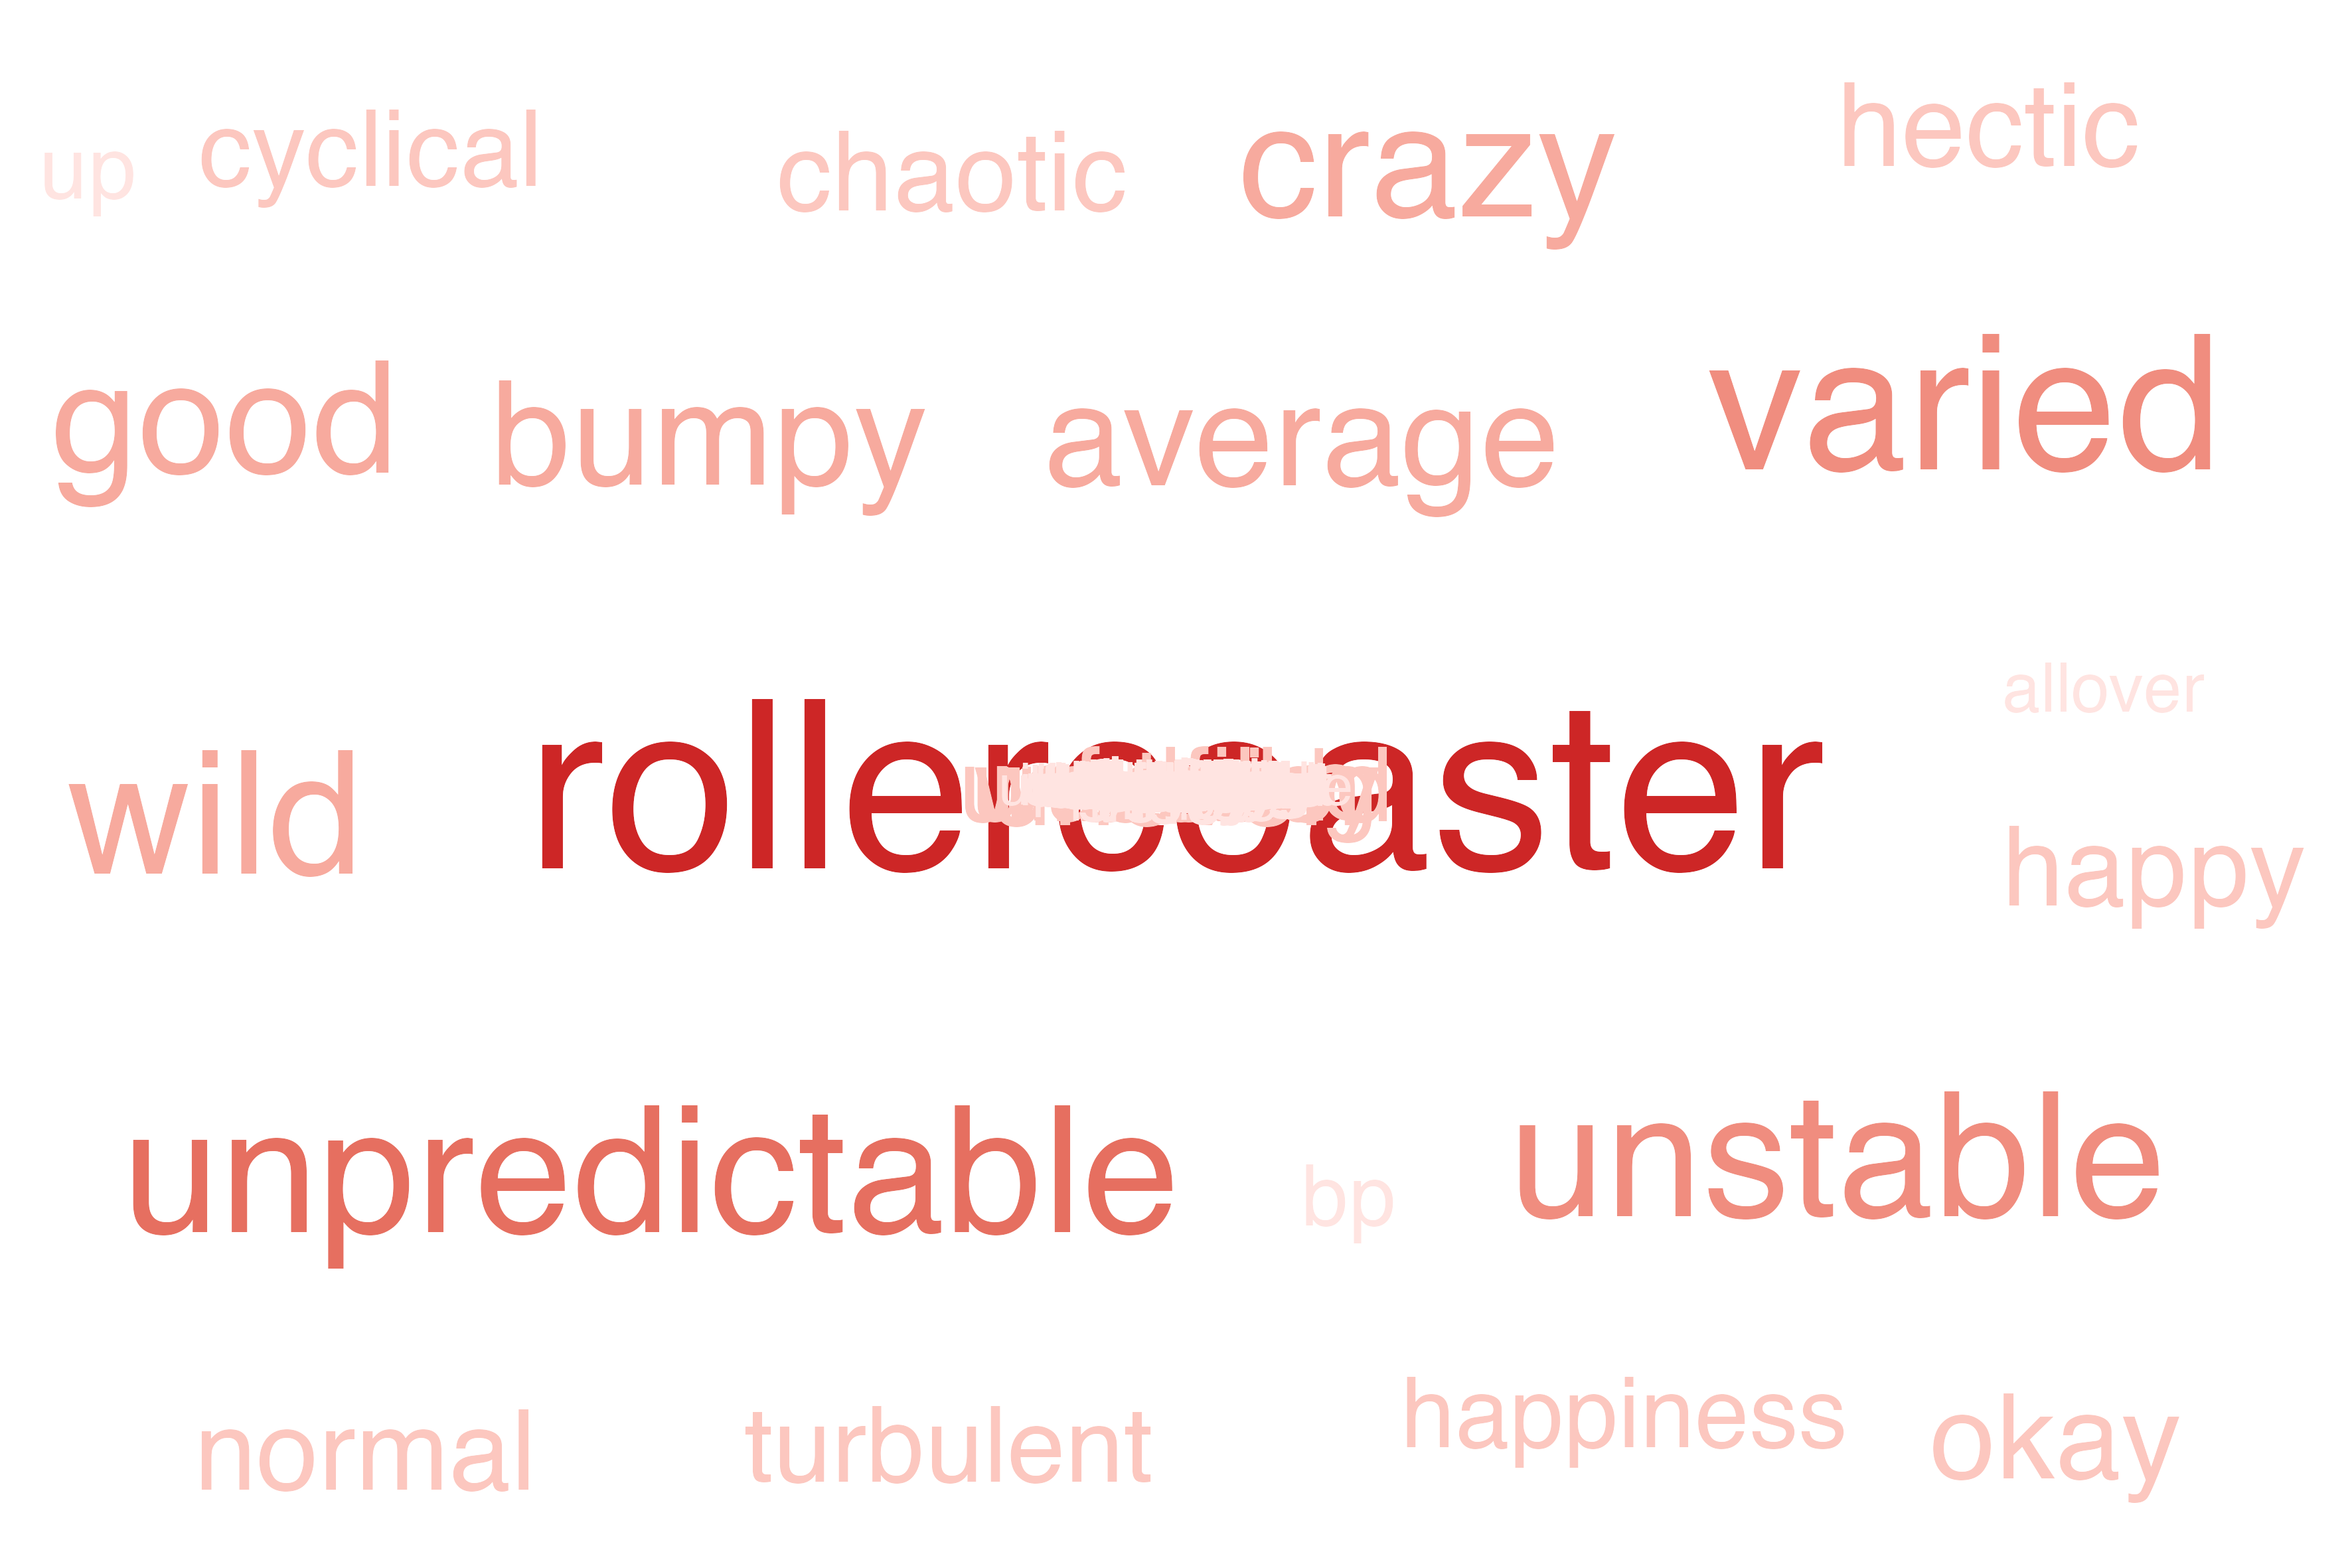 up cyclical chaotic crazy hectic
good bumpy average varied
allover
wild rollercoaster
happy
unpredictable bp unstable
normal turbulent happiness okay